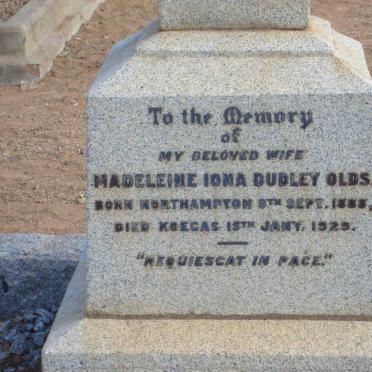 To the Memory
of
MY BELOVED WIFE
MADELEINE IONA DUDLEY OLDS.
BORN NORTHAMPTON 8TH SEPT. 1885,
DIED KOEGAS 15TH JANY. 1929.
"REQUIESCAT IN PACE."